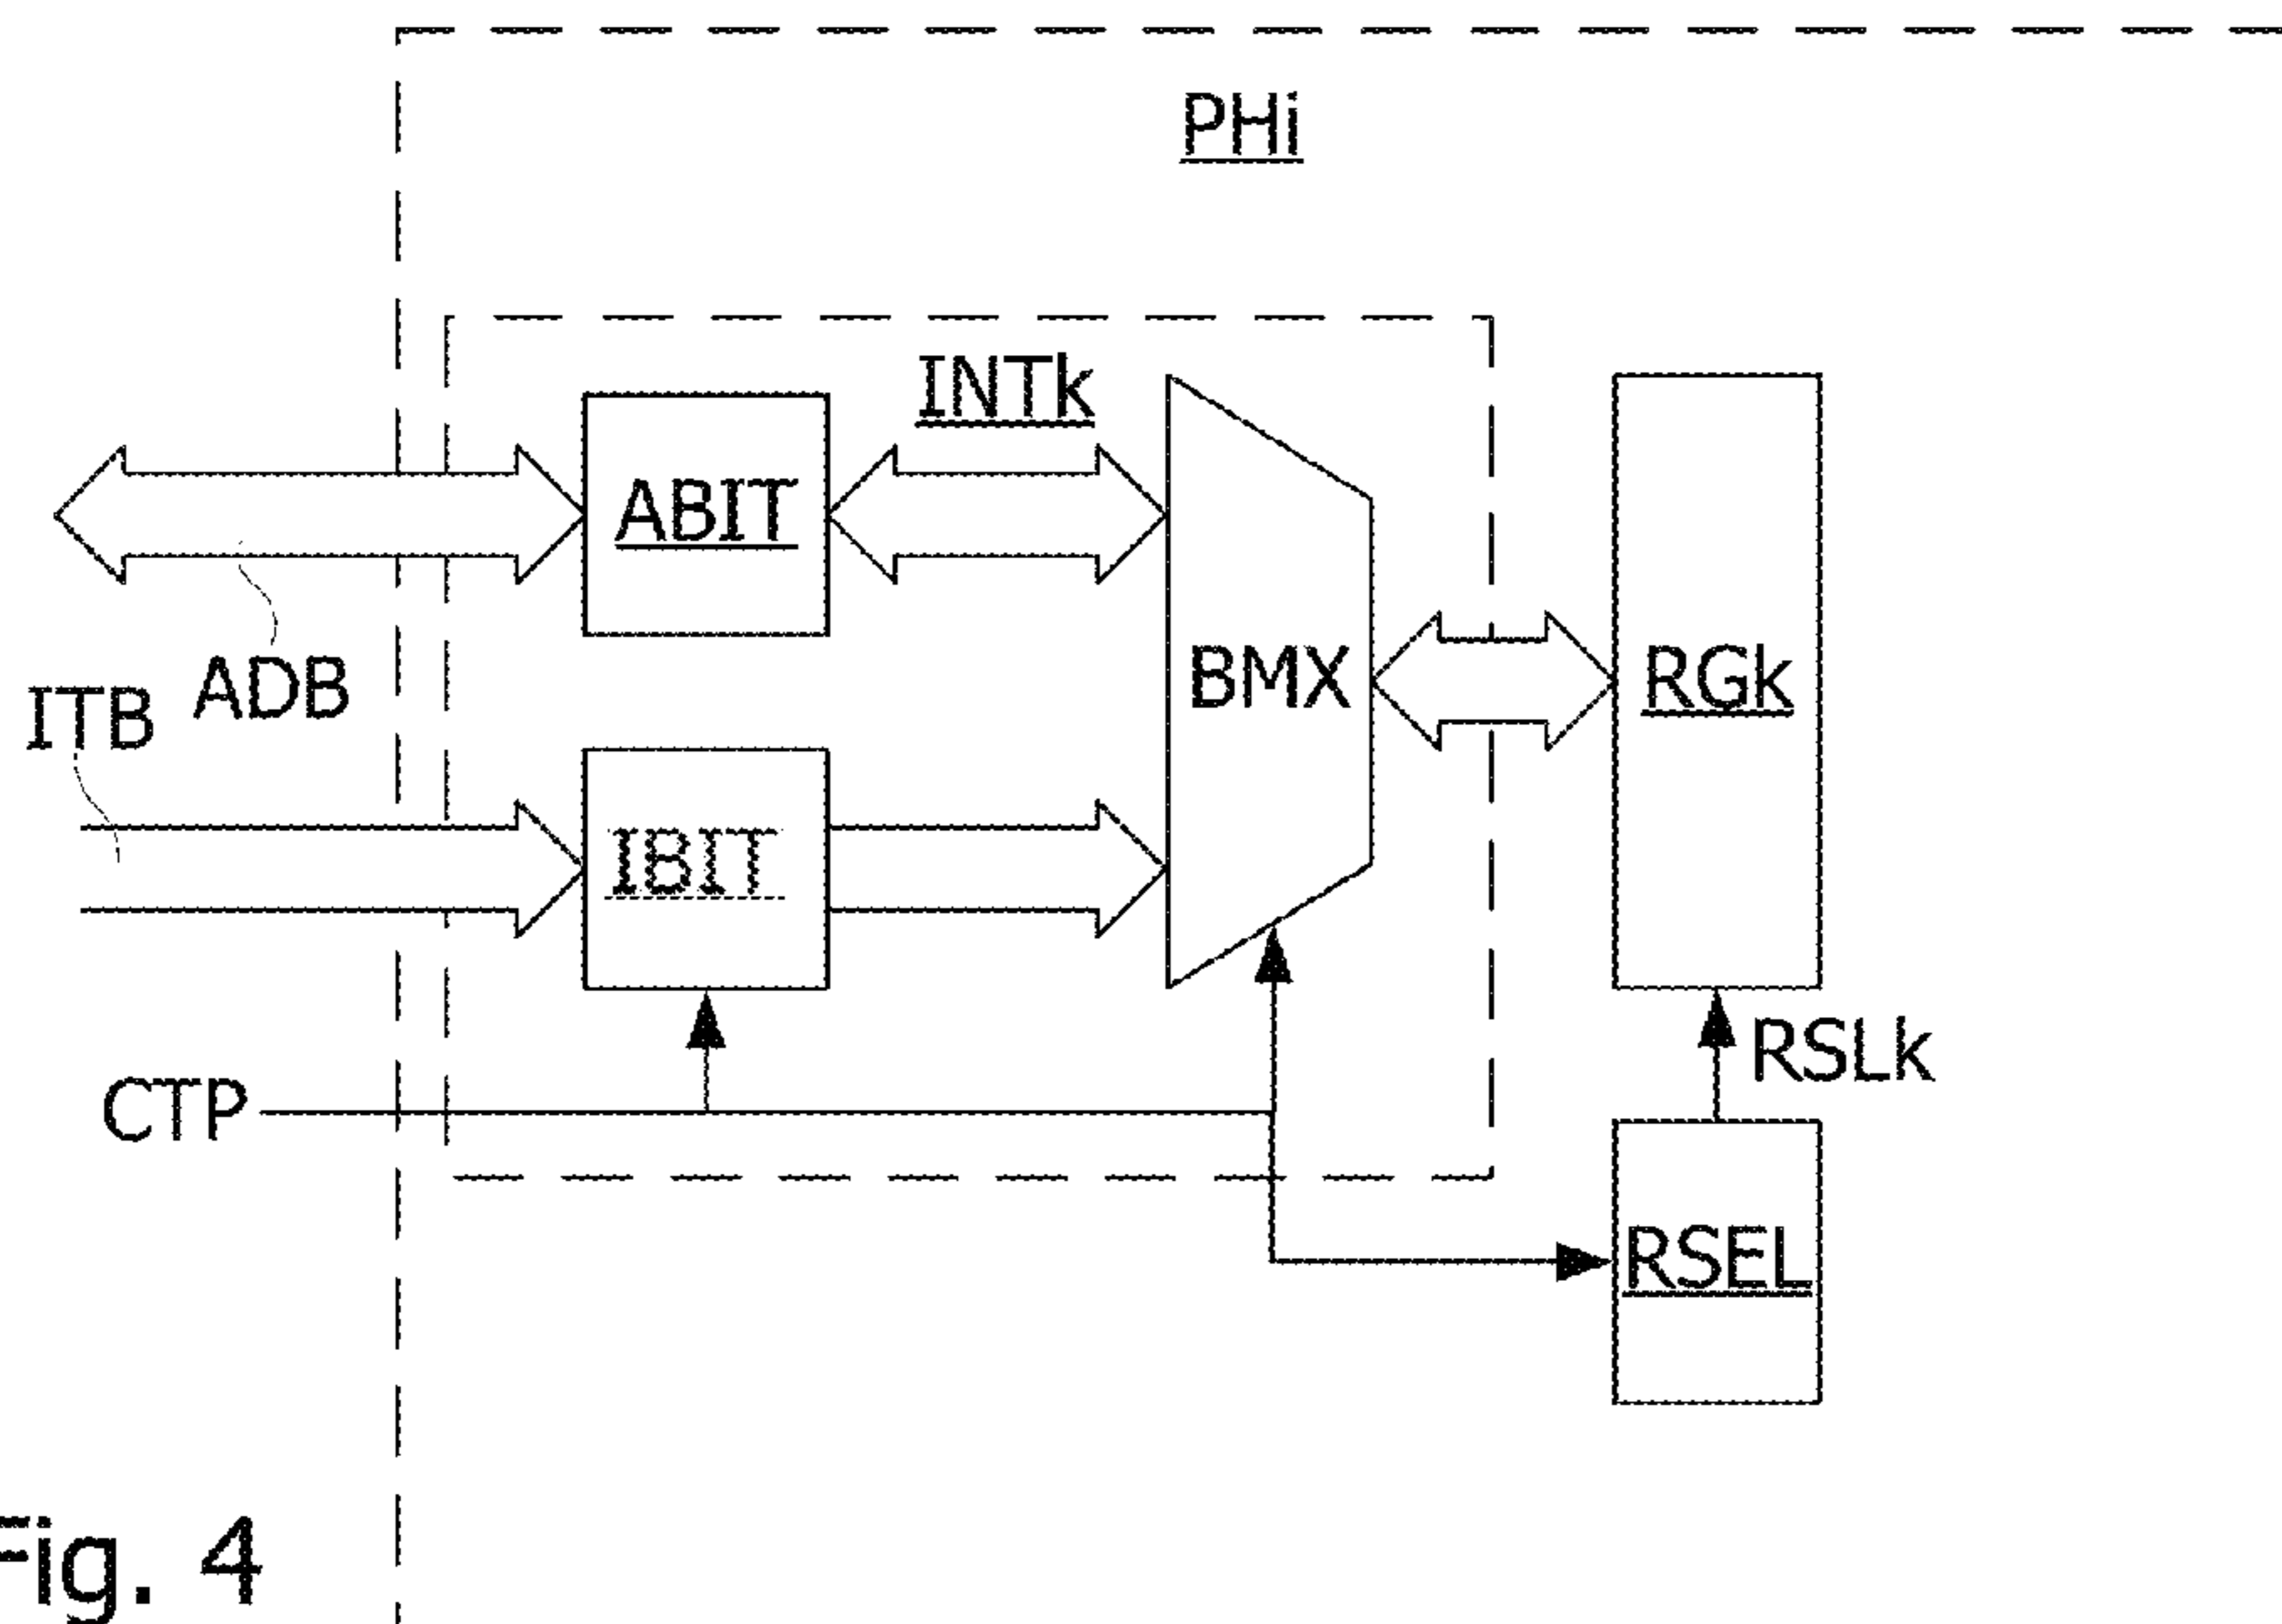 PHi
INTk
ABIT
BMX
RGk
ADB
ITB
IBIT
RSLk
CTP
RSEL
Fig. 4